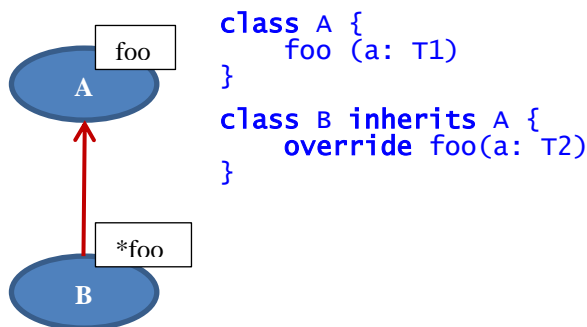 foo
A
*foo
B
class A {
foo (a: T1)
}
class B inherits A {
override foo(a: T2)
}